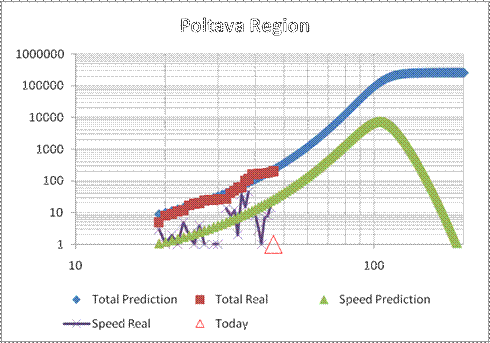 Poltava Region
1000000
100000
10000
1000
100
10
1
10 100
Total Prediction Total Real Speed Prediction
Speed Real Today